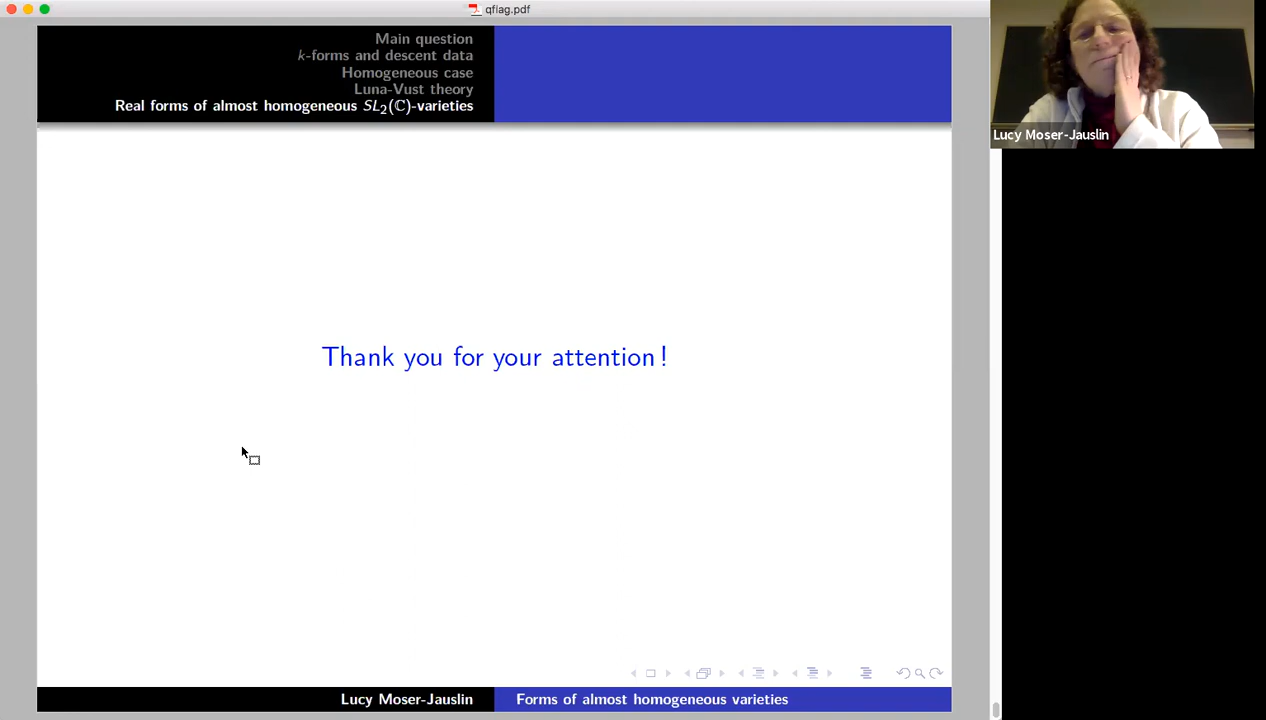 qflag.pdf
Main question
k-forms and descent data
Homogeneous case
Luna-Vust theory
Real forms of almost homogeneous SL₂(ℂ)-varieties
Lucy Moser-Jauslin
Thank you for your attention !
Lucy Moser-Jauslin
Forms of almost homogeneous varieties